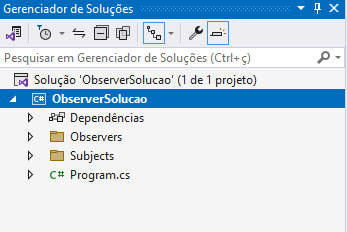 Gerenciador de Soluções
Pesquisar em Gerenciador de Soluções (Ctrl+ç)
Solução 'ObserverSolucao' (1 de 1 projeto)
C# ObserverSolucao
Dependências
Observers
Subjects
C# Program.cs